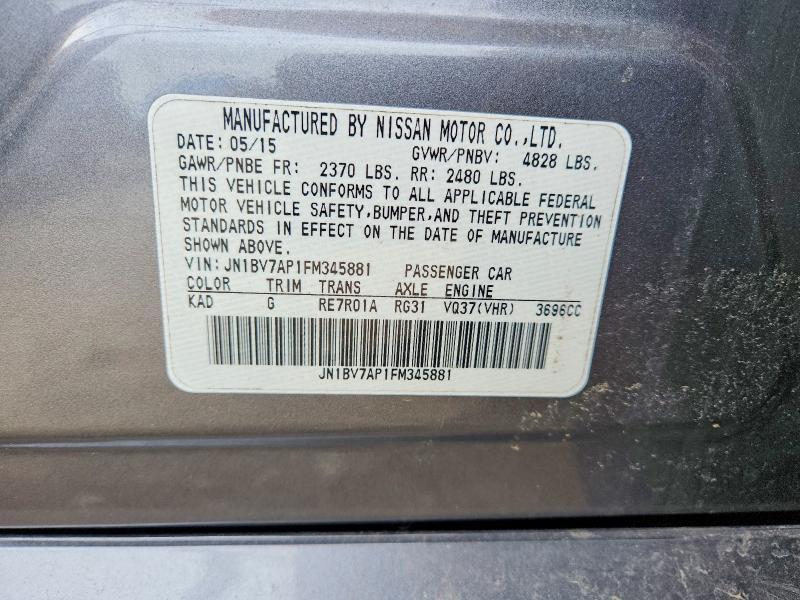 MANUFACTURED BY NISSAN MOTOR CO.,LTD.
DATE: 05/15 GVWR/PNBV: 4828 LBS.
GAWR/PNBE FR: 2370 LBS. RR: 2480 LBS.
THIS VEHICLE CONFORMS TO ALL APPLICABLE FEDERAL
MOTOR VEHICLE SAFETY,BUMPER,AND THEFT PREVENTION
STANDARDS IN EFFECT ON THE DATE OF MANUFACTURE
SHOWN ABOVE.
VIN:JN1BV7AP1FM345881 PASSENGER CAR
COLOR TRIM TRANS AXLE ENGINE
KAD G RE7R01A RG31 VQ37(VHR) 3696CC
JN1BV7AP1FM345881